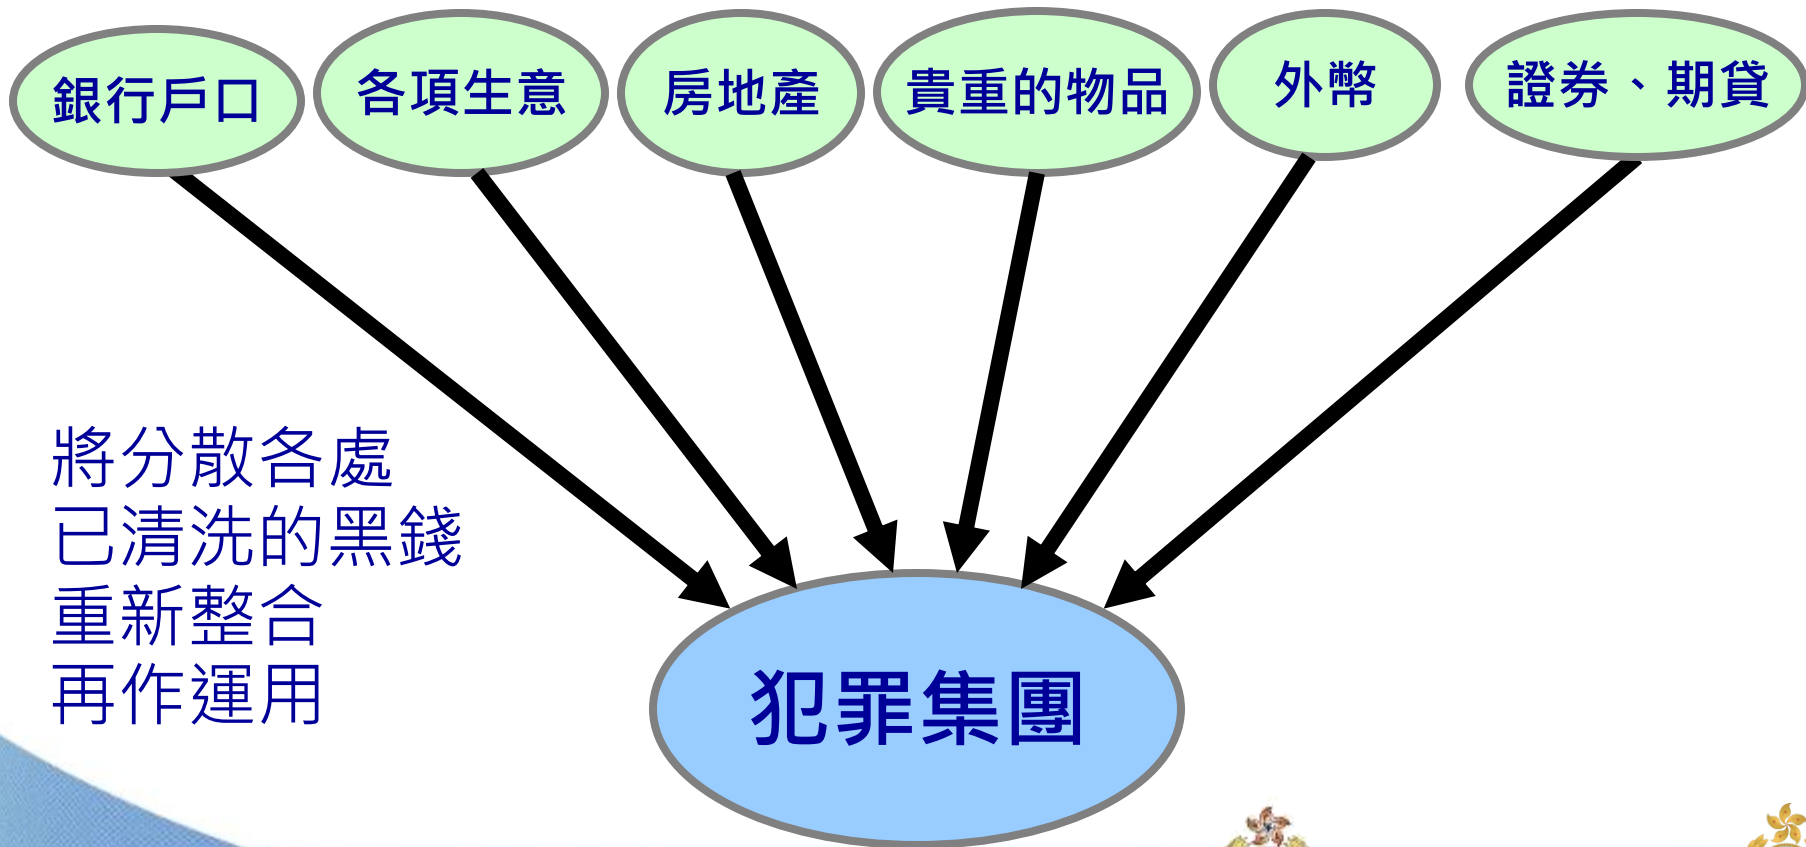 銀行戶口
各項生意
房地產
貴重的物品
外幣
證券、期貸
將分散各處
已清洗的黑錢
重新整合
再作運用
犯罪集團